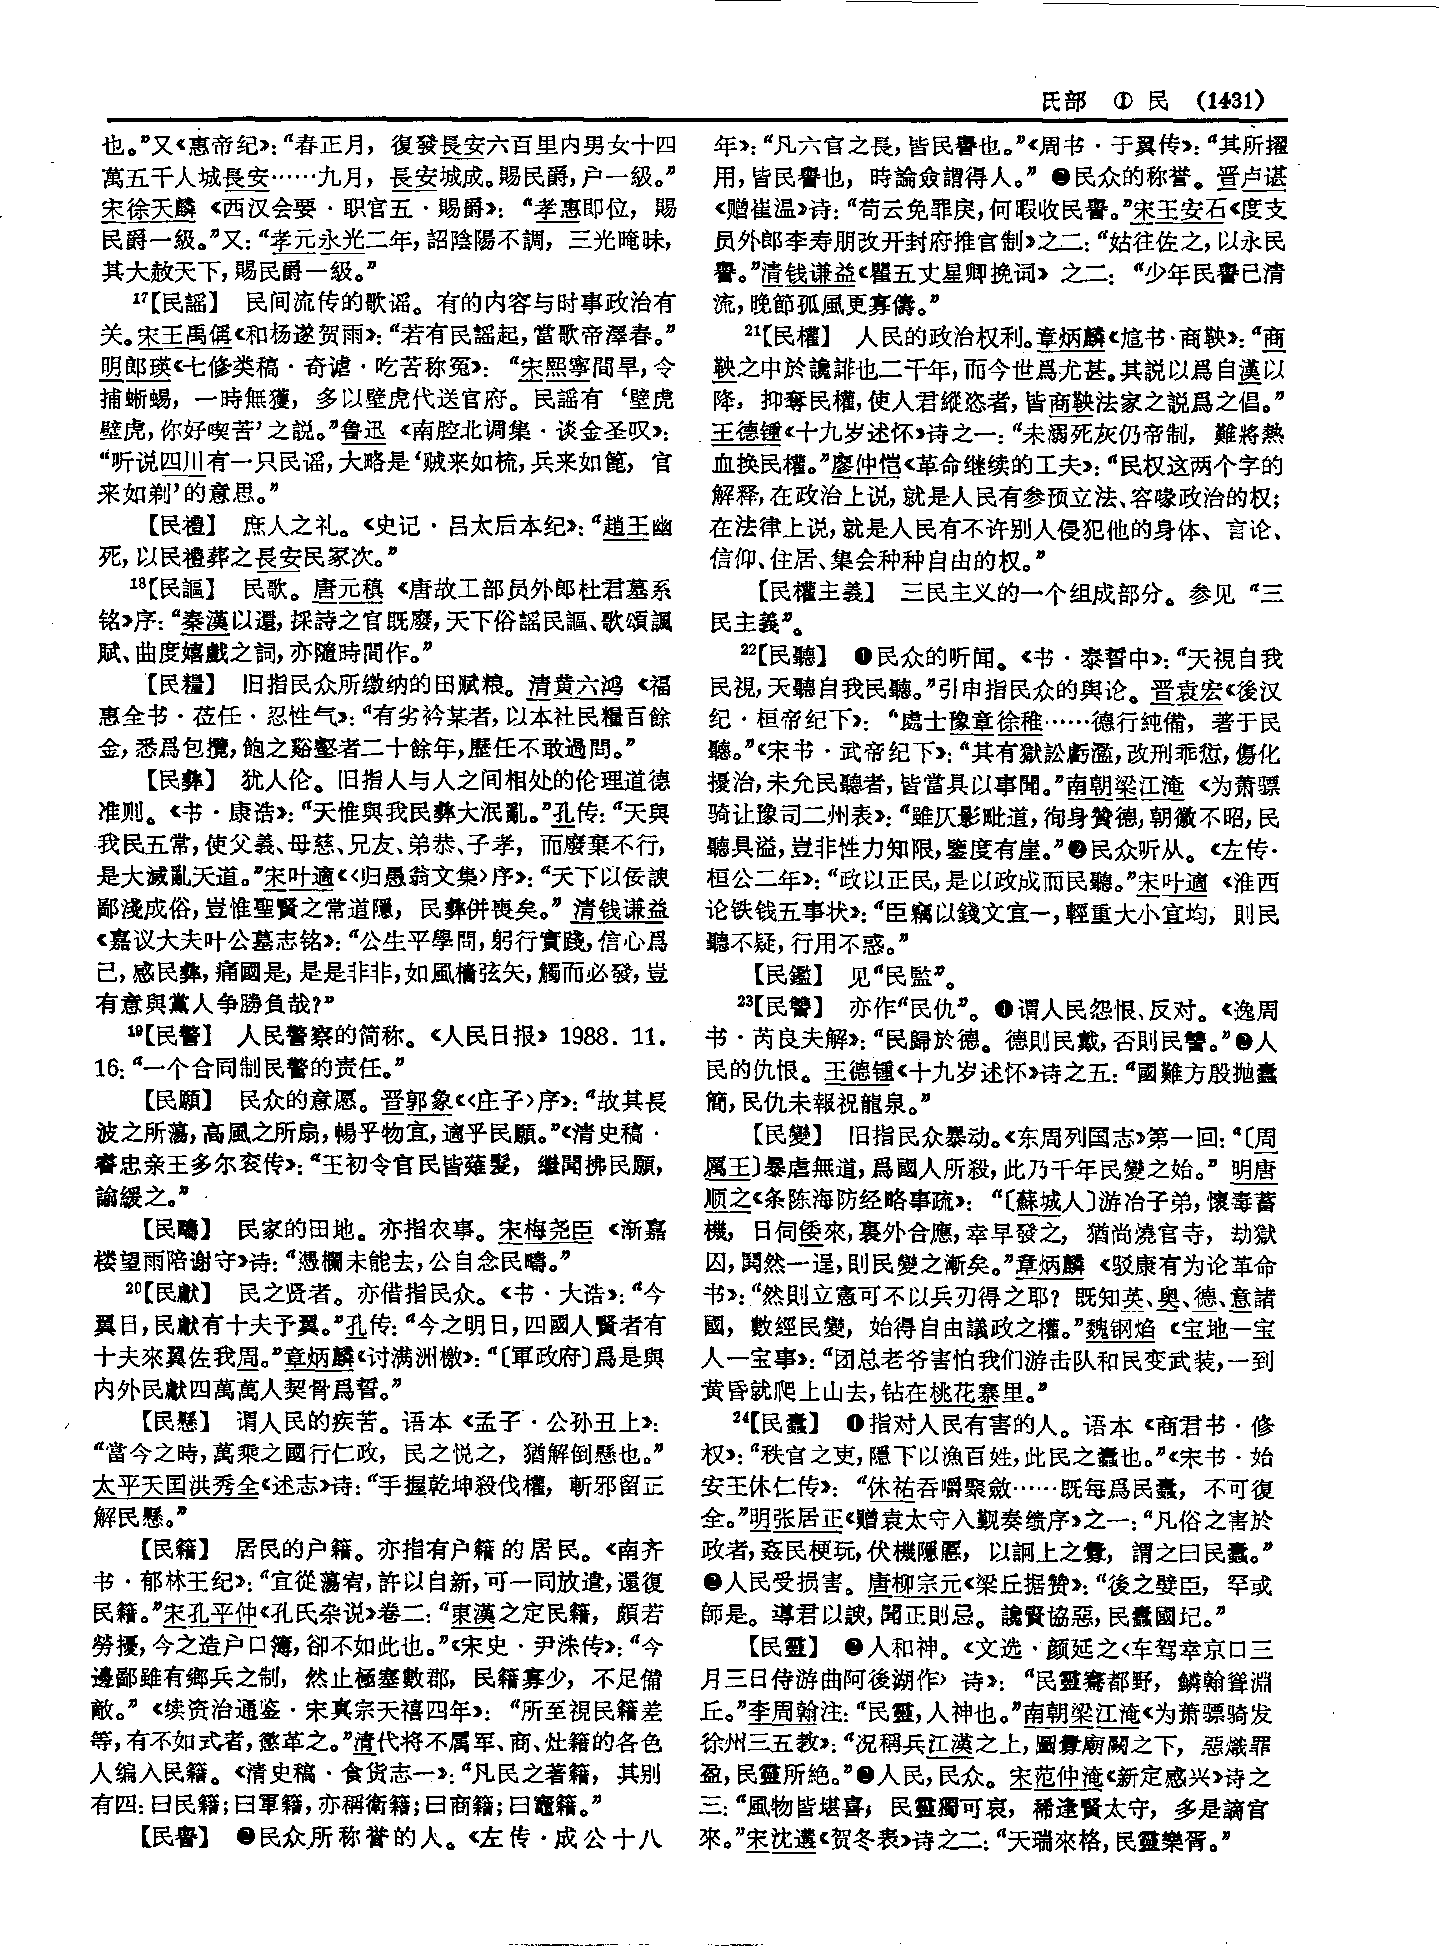 氏部 ① 民 (1431)
也。”又《惠帝纪》：“春正月，復發長安六百里内男女十四
萬五千人城長安……九月，長安城成。賜民爵，户一級。”
宋徐天麟《西汉会要·职官五·赐爵》：“孝惠即位，賜
民爵一級。”又：“孝元永光二年，詔陰陽不調，三光晻昧，
其大赦天下，賜民爵一級。”
17【民謡】 民间流传的歌谣。有的内容与时事政治有
关。宋王禹偁《和杨遂贺雨》：“若有民謡起，當歌帝澤春。”
明郎瑛《七修类稿·奇谑·吃苦称冤》：“宋熙寧間旱，令
捕蜥蜴，一時無獲，多以壁虎代送官府。民謡有‘壁虎
壁虎，你好喫苦’之説。”鲁迅《南腔北调集·谈金圣叹》：
“听说四川有一只民谣，大略是‘贼来如梳，兵来如篦，官
来如剃’的意思。”
【民禮】 庶人之礼。《史记·吕太后本纪》：“趙王幽
死，以民禮葬之長安民冢次。”
18【民謳】 民歌。唐元稹《唐故工部员外郎杜君墓系
铭》序：“秦漢以還，採詩之官既廢，天下俗謡民謳、歌頌諷
賦、曲度嬉戲之詞，亦隨時間作。”
【民糧】 旧指民众所缴纳的田赋粮。清黄六鸿《福
惠全书·莅任·忍性气》：“有劣衿某者，以本社民糧百餘
金，悉爲包攬，飽之谿壑者二十餘年，歷任不敢過問。”
【民彝】 犹人伦。旧指人与人之间相处的伦理道德
准则。《书·康诰》：“天惟與我民彝大泯亂。”孔传：“天與
我民五常，使父義、母慈、兄友、弟恭、子孝，而廢棄不行，
是大滅亂天道。”宋叶適《〈归愚翁文集〉序》：“天下以佞諛
鄙淺成俗，豈惟聖賢之常道隱，民彝併喪矣。”清钱谦益
《嘉议大夫叶公墓志铭》：“公生平學問，躬行實踐，信心爲
己，感民彝，痛國是，是是非非，如風檣弦矢，觸而必發，豈
有意與黨人争勝負哉？”
19【民警】 人民警察的简称。《人民日报》1988．11．
16：“一个合同制民警的责任。”
【民願】 民众的意愿。晋郭象《〈庄子〉序》：“故其長
波之所蕩，高風之所扇，暢乎物宜，適乎民願。”《清史稿·
睿忠亲王多尔衮传》：“王初令官民皆薙髮，繼聞拂民願，
諭緩之。”
【民疇】 民家的田地。亦指农事。宋梅尧臣《渐嘉
楼望雨陪谢守》诗：“憑欄未能去，公自念民疇。”
20【民獻】 民之贤者。亦借指民众。《书·大诰》：“今
翼日，民獻有十夫予翼。”孔传：“今之明日，四國人賢者有
十夫來翼佐我周。”章炳麟《讨满洲檄》：“〔軍政府〕爲是與
内外民獻四萬萬人契骨爲誓。”
【民懸】 谓人民的疾苦。语本《孟子·公孙丑上》：
“當今之時，萬乘之國行仁政，民之悦之，猶解倒懸也。”
太平天囯洪秀全《述志》诗：“手握乾坤殺伐權，斬邪留正
解民懸。”
【民籍】 居民的户籍。亦指有户籍的居民。《南齐
书·郁林王纪》：“宜從蕩宥，許以自新，可一同放遣，還復
民籍。”宋孔平仲《孔氏杂说》卷二：“東漢之定民籍，頗若
勞擾，今之造户口簿，卻不如此也。”《宋史·尹洙传》：“今
邊鄙雖有鄉兵之制，然止極塞數郡，民籍寡少，不足備
敵。”《续资治通鉴·宋真宗天禧四年》：“所至視民籍差
等，有不如式者，懲革之。”清代将不属军、商、灶籍的各色
人编入民籍。《清史稿·食货志一》：“凡民之著籍，其别
有四：曰民籍；曰軍籍，亦稱衛籍；曰商籍；曰竈籍。”
【民譽】 ❶民众所称誉的人。《左传·成公十八
年》：“凡六官之長，皆民譽也。”《周书·于翼传》：“其所擢
用，皆民譽也，時論僉謂得人。”❷民众的称誉。晋卢谌
《赠崔温》诗：“苟云免罪戾，何暇收民譽。”宋王安石《度支
员外郎李寿朋改开封府推官制》之二：“姑往佐之，以永民
譽。”清钱谦益《瞿五丈星卿挽词》之二：“少年民譽已清
流，晚節孤風更寡儔。”
21【民權】 人民的政治权利。章炳麟《訄书·商鞅》：“商
鞅之中於讒誹也二千年，而今世爲尤甚。其説以爲自漢以
降，抑奪民權，使人君縱恣者，皆商鞅法家之説爲之倡。”
王德锺《十九岁述怀》诗之一：“未溺死灰仍帝制，難將熱
血换民權。”廖仲恺《革命继续的工夫》：“民权这两个字的
解释，在政治上说，就是人民有参预立法、容喙政治的权；
在法律上说，就是人民有不许别人侵犯他的身体、言论、
信仰、住居、集会种种自由的权。”
【民權主義】 三民主义的一个组成部分。参见“三
民主義”。
22【民聽】 ❶民众的听闻。《书·泰誓中》：“天視自我
民視，天聽自我民聽。”引申指民众的舆论。晋袁宏《後汉
纪·桓帝纪下》：“處士豫章徐稚……德行純備，著于民
聽。”《宋书·武帝纪下》：“其有獄訟虧濫，改刑乖愆，傷化
擾治，未允民聽者，皆當具以事聞。”南朝梁江淹《为萧骠
骑让豫司二州表》：“雖仄影毗道，徇身贊德，朝徽不昭，民
聽具溢，豈非性力知限，鑒度有崖。”❷民众听从。《左传·
桓公二年》：“政以正民，是以政成而民聽。”宋叶適《淮西
论铁钱五事状》：“臣竊以錢文宜一，輕重大小宜均，則民
聽不疑，行用不惑。”
【民鑑】 见“民監”。
23【民讐】 亦作“民仇”。❶谓人民怨恨、反对。《逸周
书·芮良夫解》：“民歸於德。德則民戴，否則民讐。”❷人
民的仇恨。王德锺《十九岁述怀》诗之五：“國難方殷抛蠹
簡，民仇未報祝龍泉。”
【民變】 旧指民众暴动。《东周列国志》第一回：“〔周
厲王〕暴虐無道，爲國人所殺，此乃千年民變之始。”明唐
顺之《条陈海防经略事疏》：“〔蘇城人〕游冶子弟，懷毒蓄
機，日伺倭來，裏外合應，幸早發之，猶尚燒官寺，劫獄
囚，鬨然一逞，則民變之漸矣。”章炳麟《驳康有为论革命
书》：“然則立憲可不以兵刃得之耶？既知英、奥、德、意諸
國，數經民變，始得自由議政之權。”魏钢焰《宝地—宝
人—宝事》：“团总老爷害怕我们游击队和民变武装，一到
黄昏就爬上山去，钻在桃花寨里。”
24【民蠹】 ❶指对人民有害的人。语本《商君书·修
权》：“秩官之吏，隱下以漁百姓，此民之蠹也。”《宋书·始
安王休仁传》：“休祐吞嚼聚斂……既每爲民蠹，不可復
全。”明张居正《赠袁太守入觐奏绩序》之一：“凡俗之害於
政者，姦民梗玩，伏機隱慝，以詗上之釁，謂之曰民蠹。”
❷人民受损害。唐柳宗元《梁丘据赞》：“後之嬖臣，罕或
師是。導君以諛，聞正則忌。讒賢協惡，民蠹國圮。”
【民靈】 ❶人和神。《文选·颜延之〈车驾幸京口三
月三日侍游曲阿後湖作〉诗》：“民靈騫都野，鱗翰聳淵
丘。”李周翰注：“民靈，人神也。”南朝梁江淹《为萧骠骑发
徐州三五教》：“况稱兵江漢之上，圖釁廟闕之下，惡熾罪
盈，民靈所絶。”❷人民，民众。宋范仲淹《新定感兴》诗之
三：“風物皆堪喜，民靈獨可哀，稀逢賢太守，多是謫官
來。”宋沈遘《贺冬表》诗之二：“天瑞來格，民靈樂胥。”